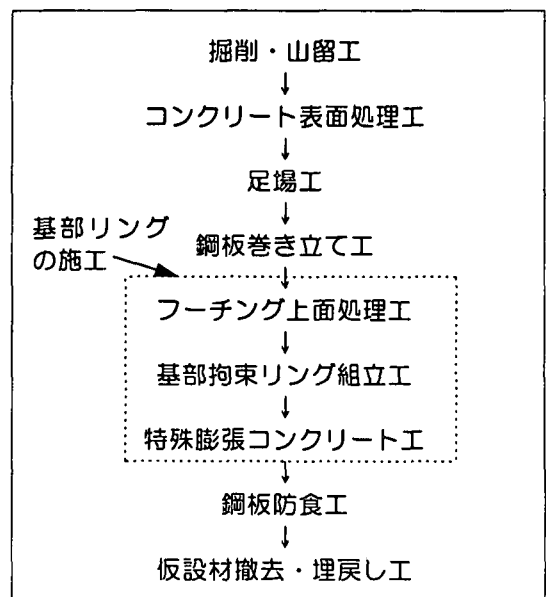 掘削・山留工
↓
コンクリート表面処理工
↓
足場工
↓
基部リング
の施工
鋼板巻き立て工
↓
フーチング上面処理工
↓
基部拘束リング組立工
↓
特殊膨張コンクリート工
↓
鋼板防食工
↓
仮設材撤去・埋戻し工